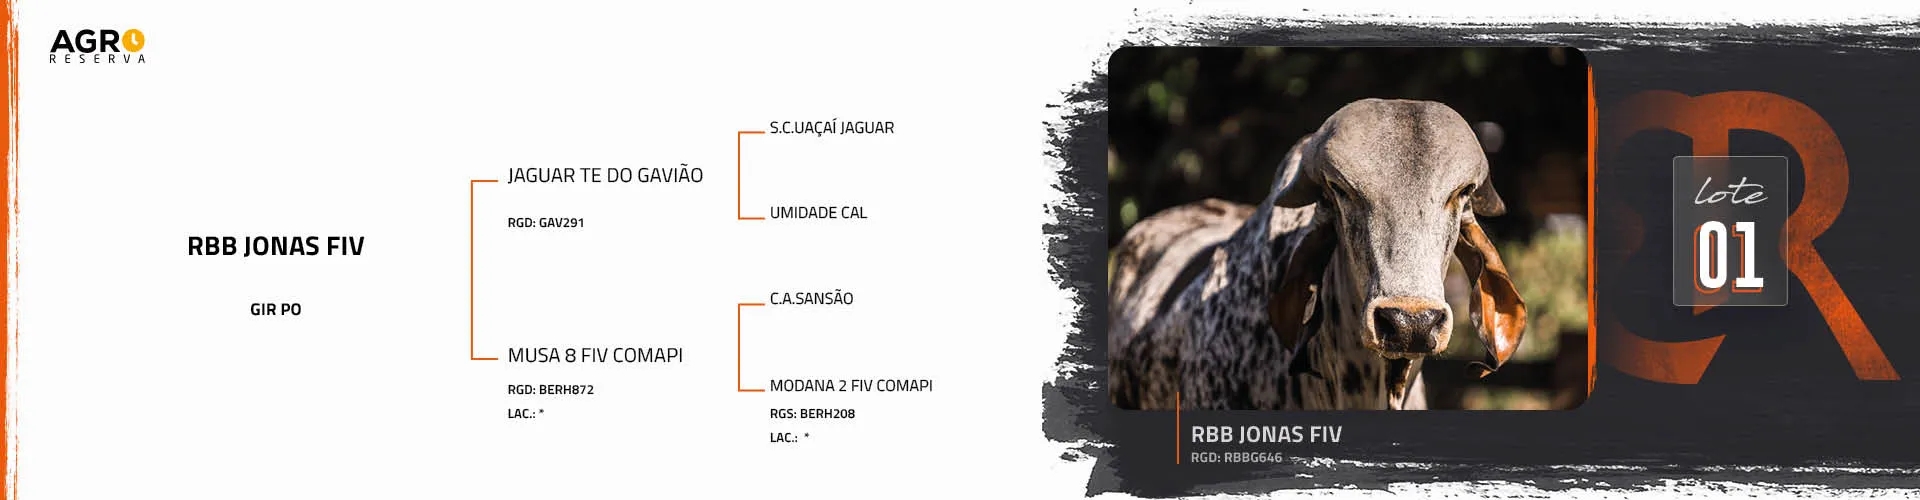 AGRO
RESERVA
RBB JONAS FIV
GIR PO
JAGUAR TE DO GAVIÃO
RGD: GAV291
MUSA 8 FIV COMAPI
RGD: BERH872
LAC.: *
S.C.UAÇAÍ JAGUAR
UMIDADE CAL
C.A.SANSÃO
MODANA 2 FIV COMAPI
RGS: BERH208
LAC.: *
lote
01
RBB JONAS FIV
RGD: RBBG646